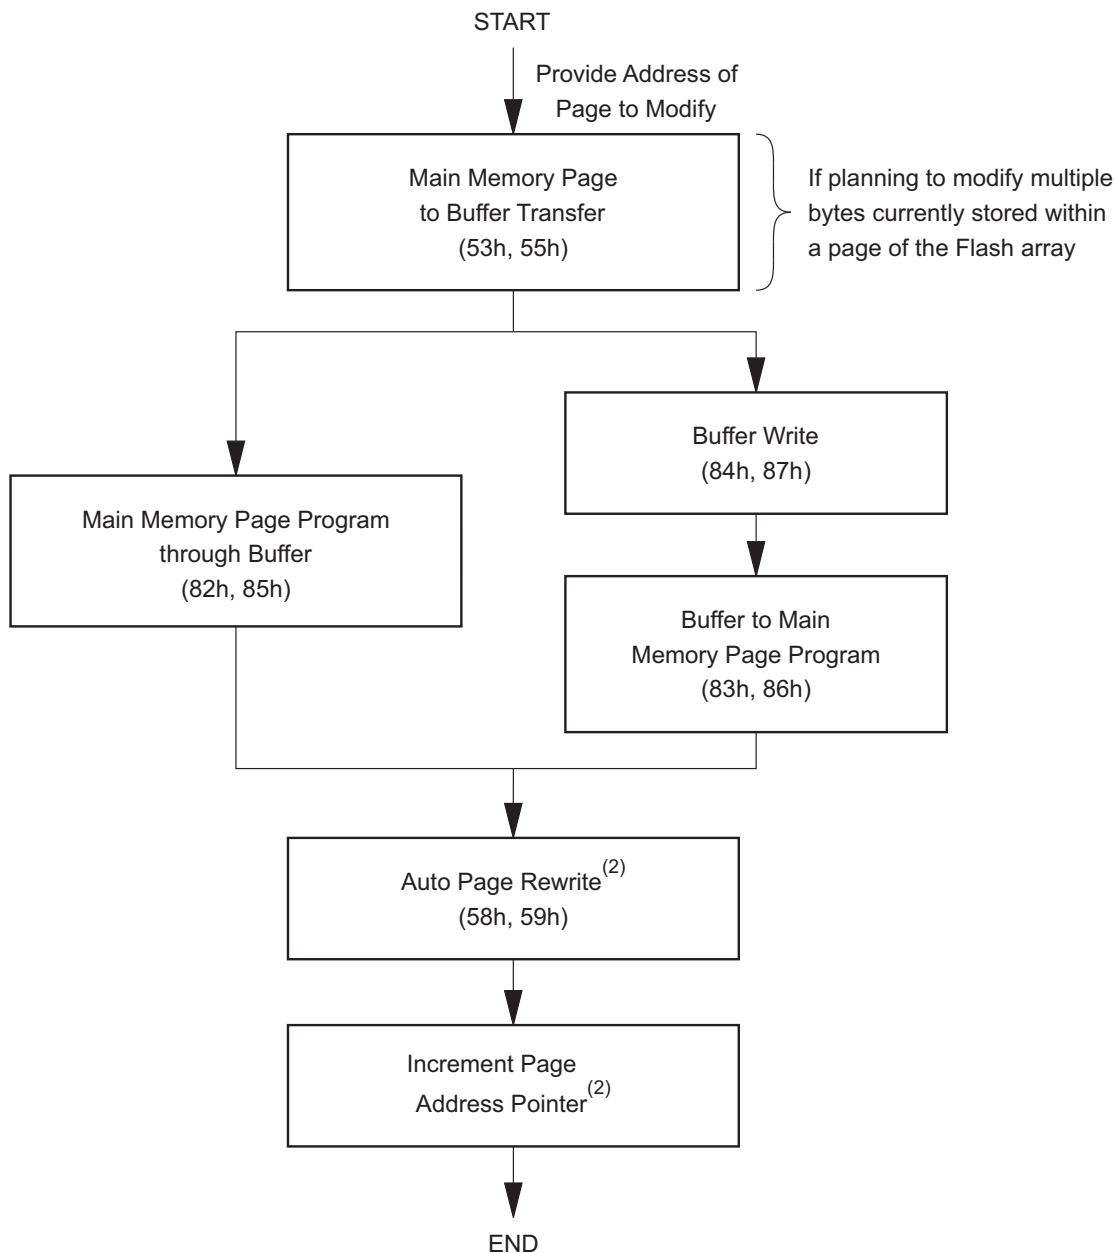 START
Provide Address of
Page to Modify
Main Memory Page
to Buffer Transfer
(53h, 55h)
If planning to modify multiple
bytes currently stored within
a page of the Flash array
Buffer Write
(84h, 87h)
Main Memory Page Program
through Buffer
(82h, 85h)
Buffer to Main
Memory Page Program
(83h, 86h)
Auto Page Rewrite(2)
(58h, 59h)
Increment Page
Address Pointer(2)
END